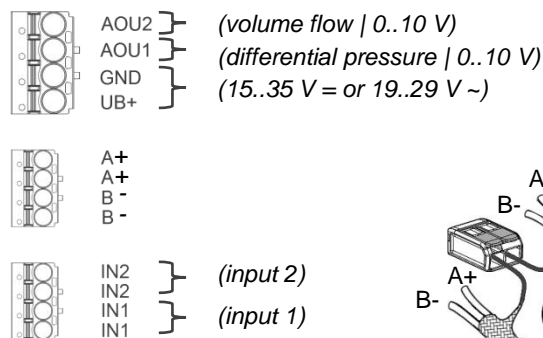 AOU2 (volume flow | 0..10 V)
AOU1 (differential pressure | 0..10 V)
GND (15..35 V = or 19..29 V ~)
UB+
A+
A+
B -
B -
A
B-
A+
B-
IN2 (input 2)
IN2
IN1 (input 1)
IN1